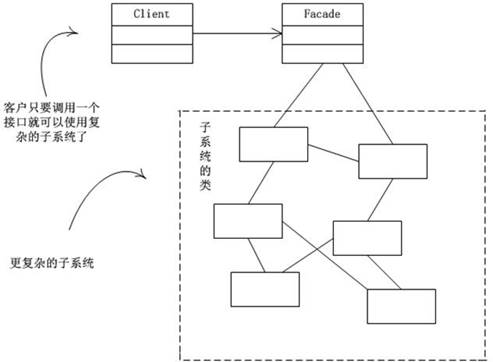 Client
Facade
客户只要调用一个
接口就可以使用复
杂的子系统了
子系统的类
更复杂的子系统